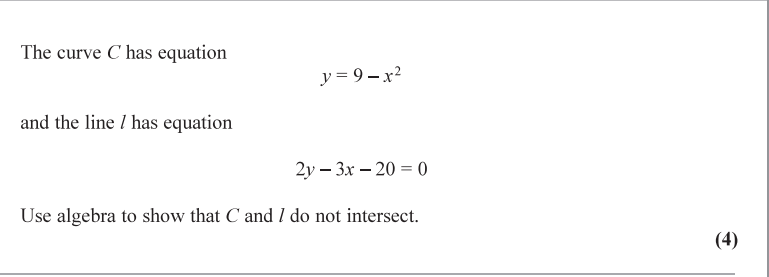 The curve C has equation
y = 9 – x²
and the line l has equation
2y – 3x – 20 = 0
Use algebra to show that C and l do not intersect.
(4)